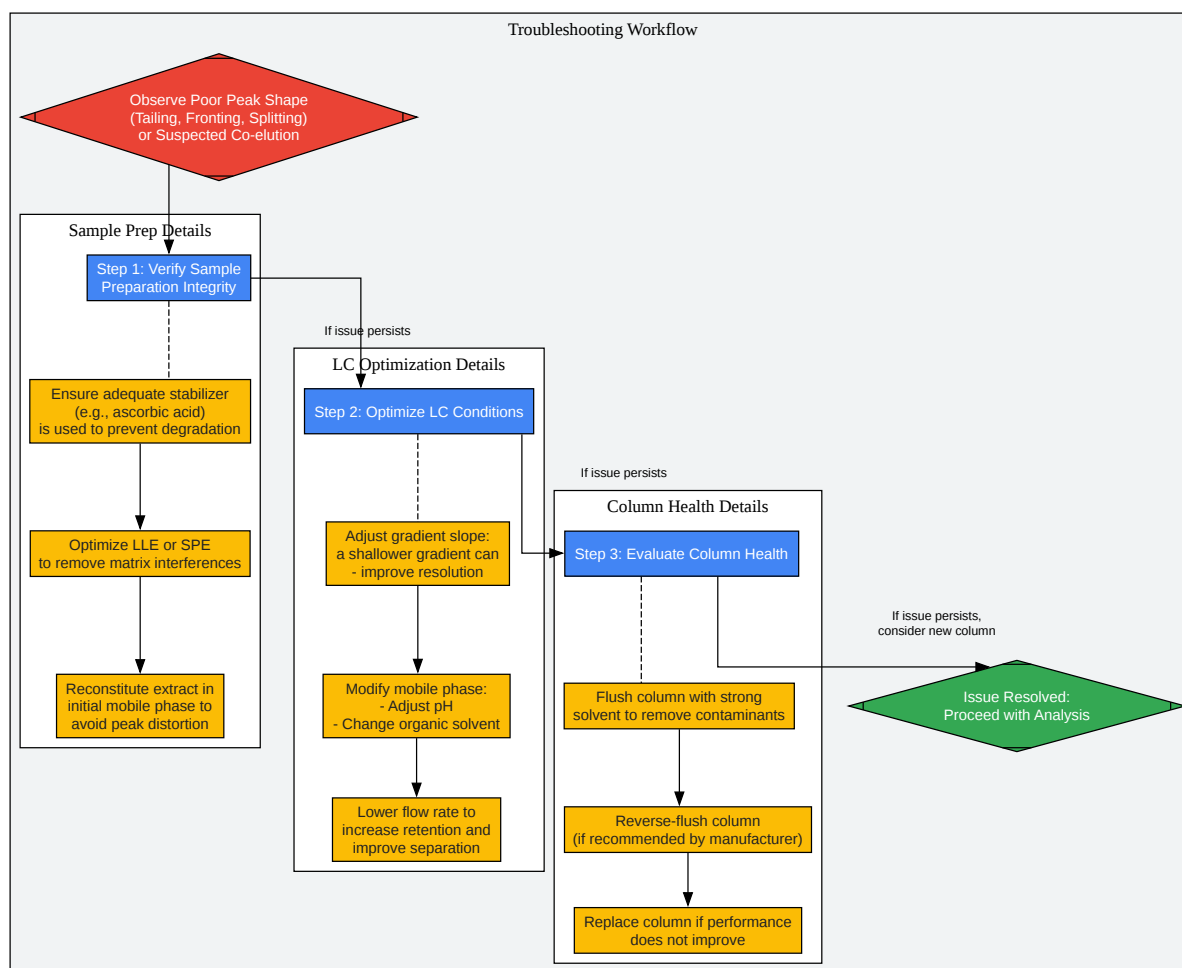 Troubleshooting Workflow
Observe Poor Peak Shape
(Tailing, Fronting, Splitting)
or Suspected Co-elution
Sample Prep Details
Step 1: Verify Sample
Preparation Integrity
Ensure adequate stabilizer
(e.g., ascorbic acid)
is used to prevent degradation
Optimize LLE or SPE
to remove matrix interferences
Reconstitute extract in
initial mobile phase to
avoid peak distortion
If issue persists
LC Optimization Details
Step 2: Optimize LC Conditions
Adjust gradient slope:
a shallower gradient can
- improve resolution
Modify mobile phase:
- Adjust pH
- Change organic solvent
Lower flow rate to
increase retention and
improve separation
If issue persists
Column Health Details
Step 3: Evaluate Column Health
Flush column with strong
solvent to remove contaminants
Reverse-flush column
(if recommended by manufacturer)
Replace column if performance
does not improve
If issue persists,
consider new column
Issue Resolved:
Proceed with Analysis